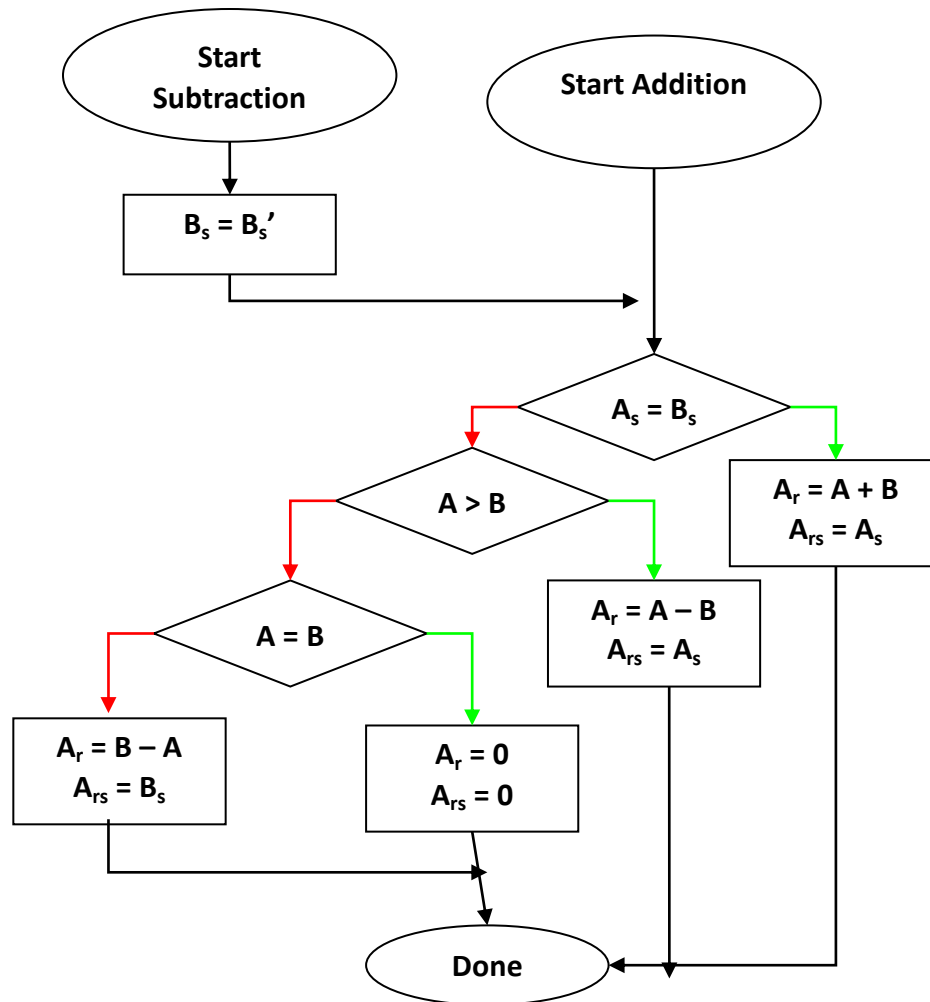 Start
Subtraction
Start Addition
Bs = Bs’
As = Bs
A > B
Ar = A + B
Ars = As
A = B
Ar = A – B
Ars = As
Ar = B – A
Ars = Bs
Ar = 0
Ars = 0
Done